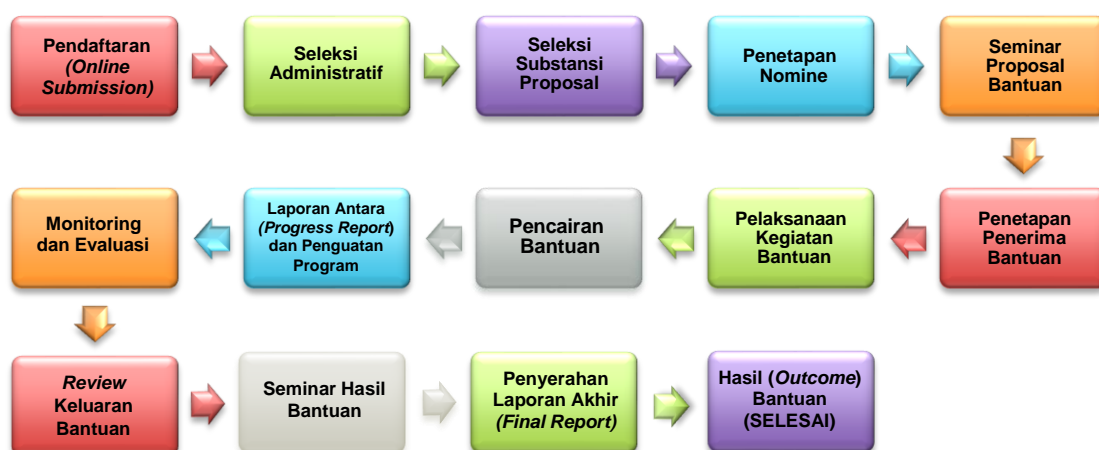 Pendaftaran
(Online
Submission)
Seleksi
Administratif
Seleksi
Substansi
Proposal
Penetapan
Nomine
Seminar
Proposal
Bantuan
Penetapan
Penerima
Bantuan
Pelaksanaan
Kegiatan
Bantuan
Pencairan
Bantuan
Laporan Antara
(Progress Report)
dan Penguatan
Program
Monitoring
dan Evaluasi
Review
Keluaran
Bantuan
Seminar Hasil
Bantuan
Penyerahan
Laporan Akhir
(Final Report)
Hasil (Outcome)
Bantuan
(SELESAI)